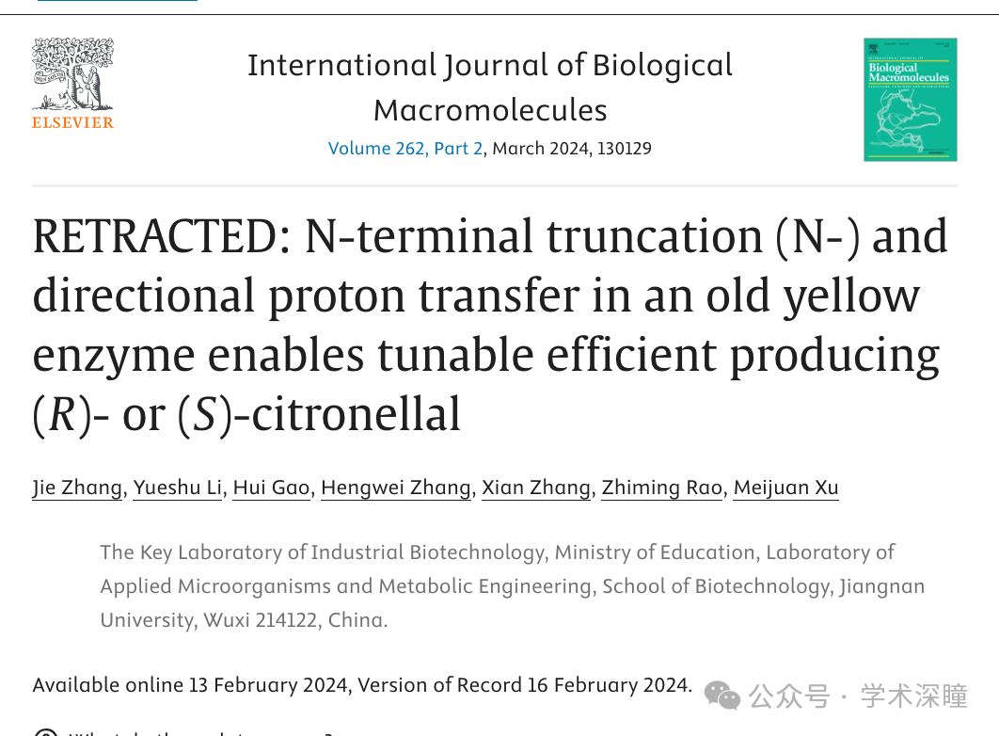 International Journal of Biological
Macromolecules
Volume 262, Part 2, March 2024, 130129
ELSEVIER
Biological
Macromolecules
RETRACTED: N-terminal truncation (N-) and
directional proton transfer in an old yellow
enzyme enables tunable efficient producing
(R)- or (S)-citronellal
Jie Zhang, Yueshu Li, Hui Gao, Hengwei Zhang, Xian Zhang, Zhiming Rao, Meijuan Xu
The Key Laboratory of Industrial Biotechnology, Ministry of Education, Laboratory of
Applied Microorganisms and Metabolic Engineering, School of Biotechnology, Jiangnan
University, Wuxi 214122, China.
Available online 13 February 2024, Version of Record 16 February 2024.
公众号 · 学术深瞳